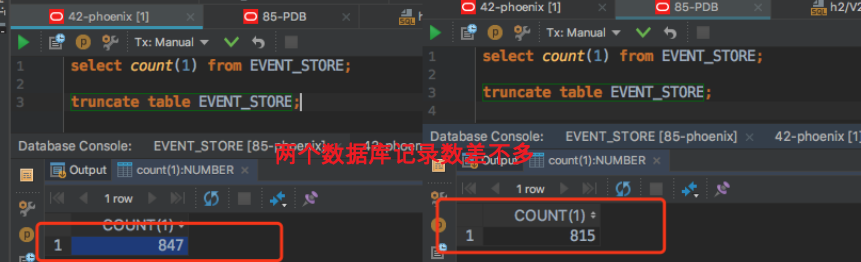 42-phoenix [1]
85-PDB
Tx: Manual
1 select count(1) from EVENT_STORE;
2
3 truncate table EVENT_STORE;
Database Console: EVENT_STORE [85-phoenix] 42-phoenix
Output count(1):NUMBER
1 row
COUNT(1)
1 847
42-phoenix [1]
85-PDB
h2/V2
Tx: Manual
1 select count(1) from EVENT_STORE;
2
3 truncate table EVENT_STORE;
4
Database Console: EVENT_STORE [85-phoenix] 42-phoenix [1]
Output count(1):NUMBER
1 row
COUNT(1)
1 815
两个数据库记录数差不多